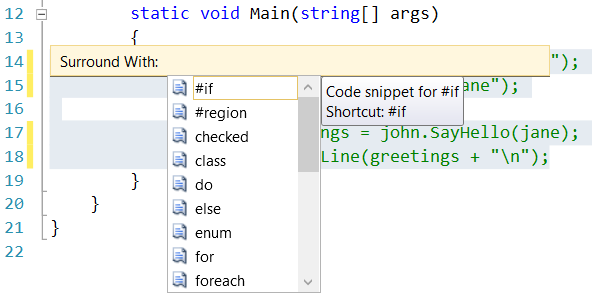 12 static void Main(string[] args)
13 {
Surround With:
14 ");
15 ane");
16
17 ngs = john.SayHello(jane);
18 Line(greetings + "\n");
19 }
20 }
21 }
22
#if
#region
checked
class
do
else
enum
for
foreach
Code snippet for #if
Shortcut: #if